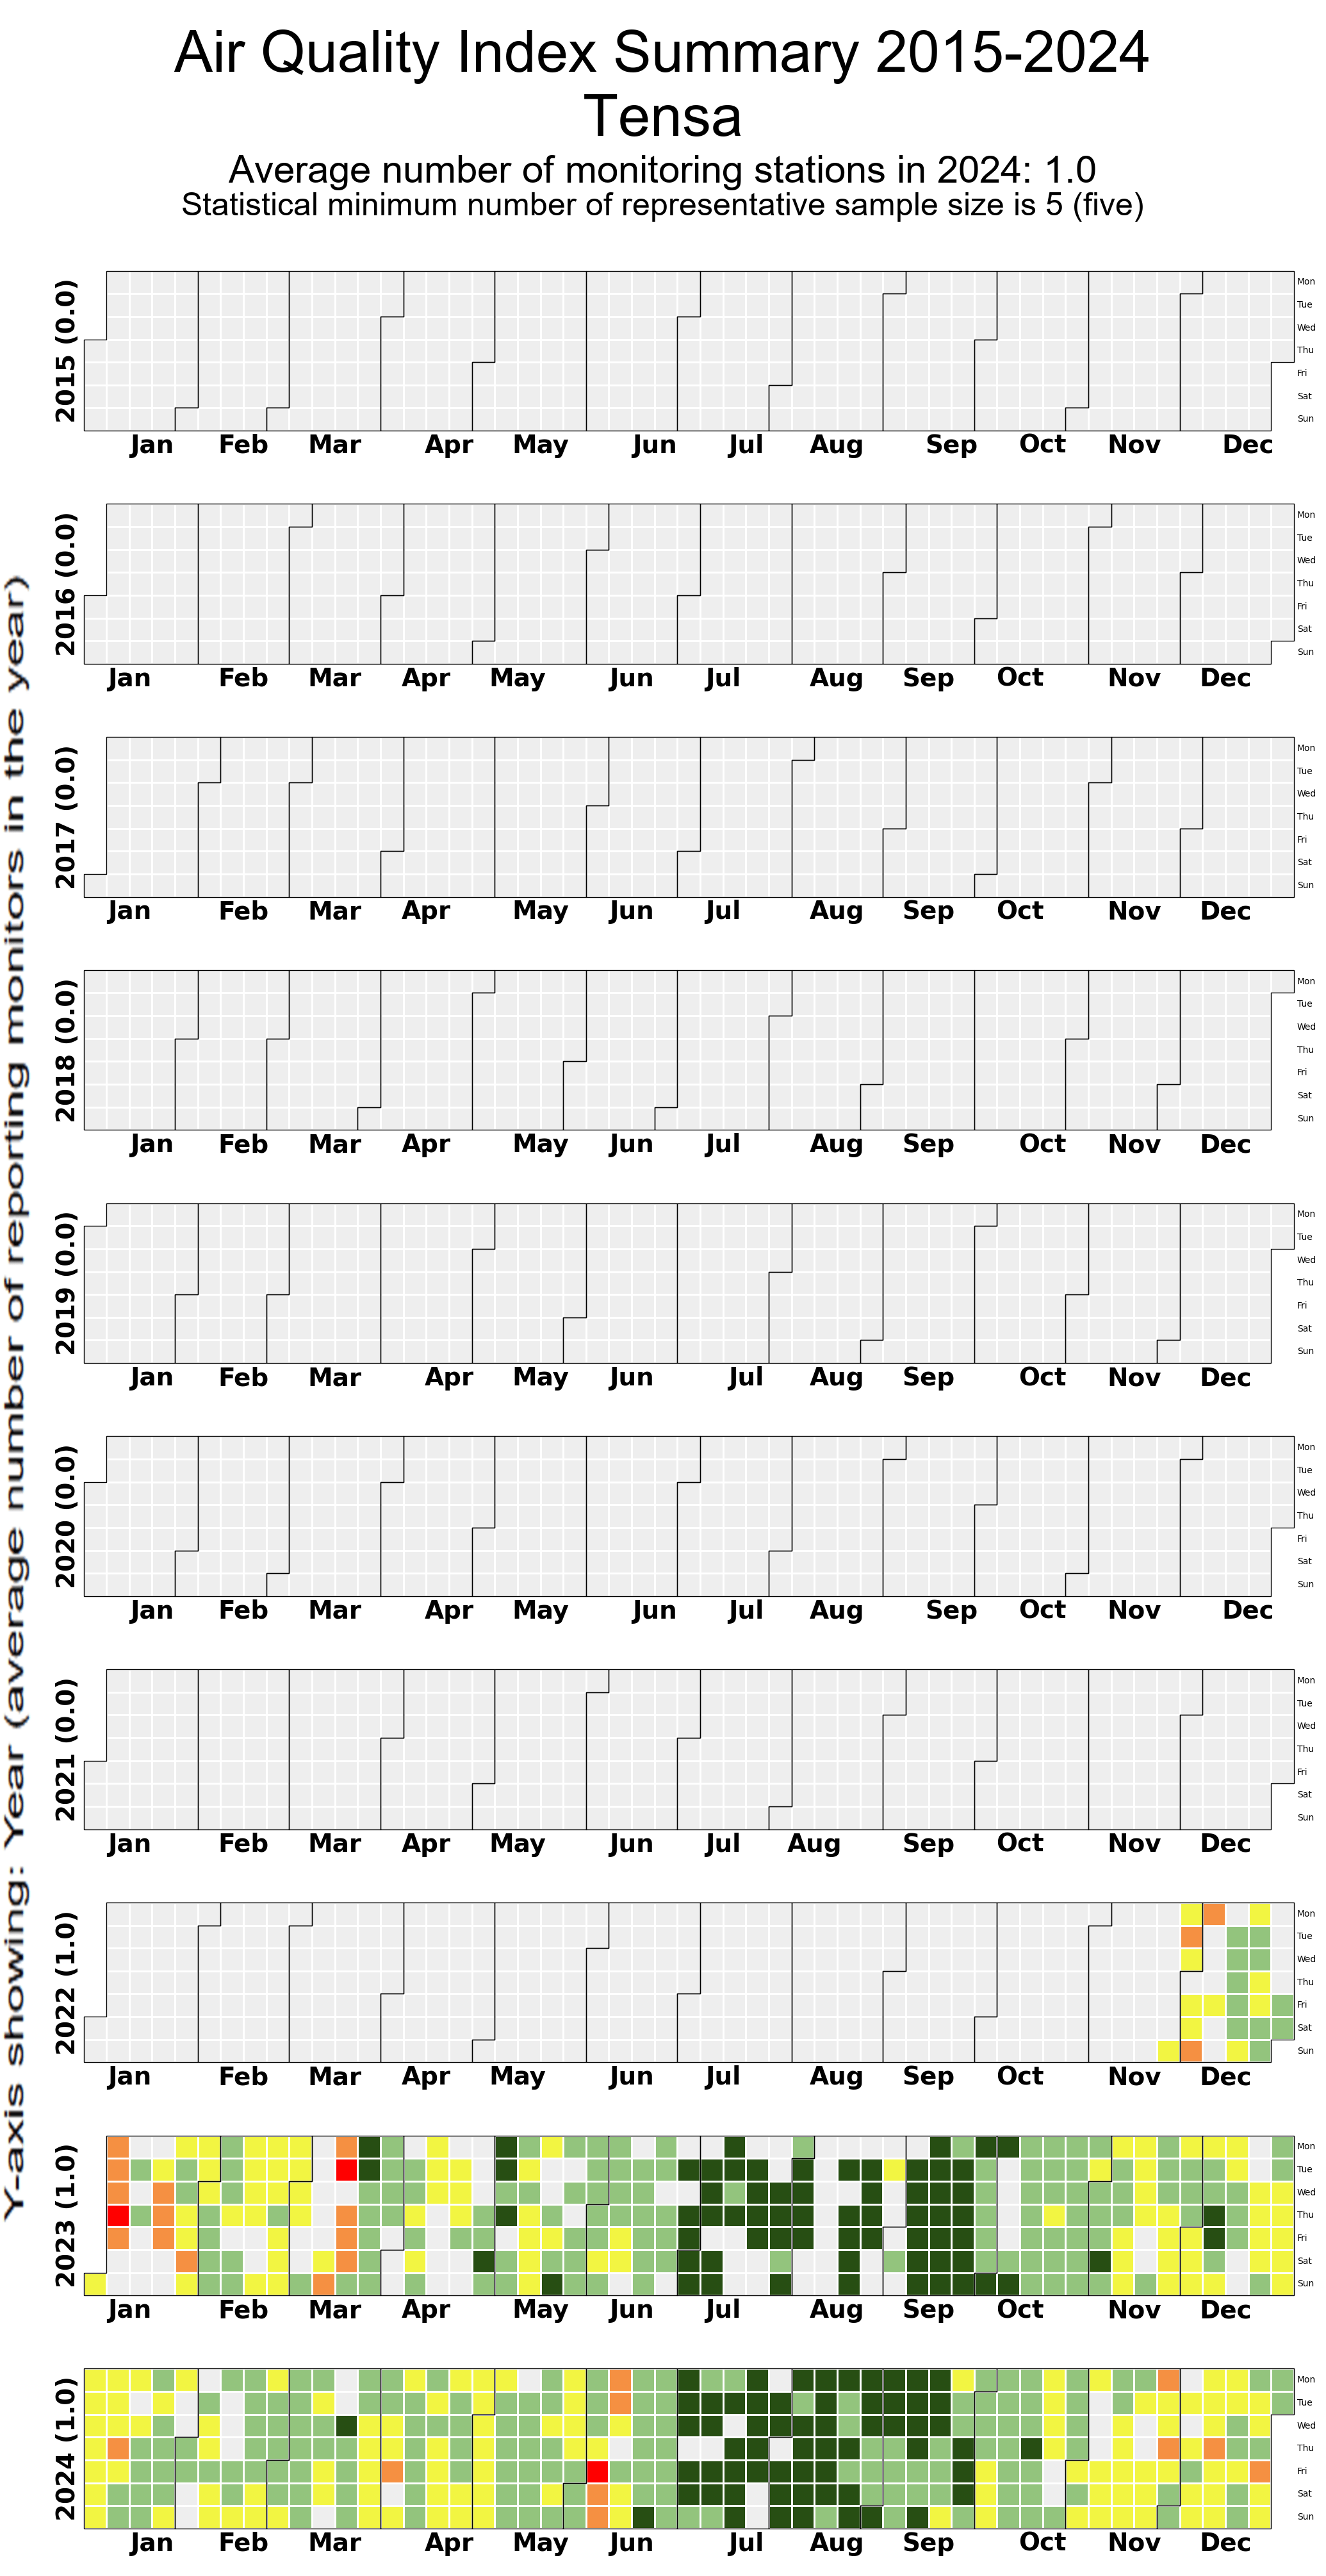 Air Quality Index Summary 2015-2024
Tensa
Average number of monitoring stations in 2024: 1.0
Statistical minimum number of representative sample size is 5 (five)
Y-axis showing: Year (average number of reporting monitors in the year)
2015 (0.0)
Mon
Tue
Wed
Thu
Fri
Sat
Sun
Jan Feb Mar Apr May Jun Jul Aug Sep Oct Nov Dec
2016 (0.0)
Mon
Tue
Wed
Thu
Fri
Sat
Sun
Jan Feb Mar Apr May Jun Jul Aug Sep Oct Nov Dec
2017 (0.0)
Mon
Tue
Wed
Thu
Fri
Sat
Sun
Jan Feb Mar Apr May Jun Jul Aug Sep Oct Nov Dec
2018 (0.0)
Mon
Tue
Wed
Thu
Fri
Sat
Sun
Jan Feb Mar Apr May Jun Jul Aug Sep Oct Nov Dec
2019 (0.0)
Mon
Tue
Wed
Thu
Fri
Sat
Sun
Jan Feb Mar Apr May Jun Jul Aug Sep Oct Nov Dec
2020 (0.0)
Mon
Tue
Wed
Thu
Fri
Sat
Sun
Jan Feb Mar Apr May Jun Jul Aug Sep Oct Nov Dec
2021 (0.0)
Mon
Tue
Wed
Thu
Fri
Sat
Sun
Jan Feb Mar Apr May Jun Jul Aug Sep Oct Nov Dec
2022 (1.0)
Mon
Tue
Wed
Thu
Fri
Sat
Sun
Jan Feb Mar Apr May Jun Jul Aug Sep Oct Nov Dec
2023 (1.0)
Mon
Tue
Wed
Thu
Fri
Sat
Sun
Jan Feb Mar Apr May Jun Jul Aug Sep Oct Nov Dec
2024 (1.0)
Mon
Tue
Wed
Thu
Fri
Sat
Sun
Jan Feb Mar Apr May Jun Jul Aug Sep Oct Nov Dec